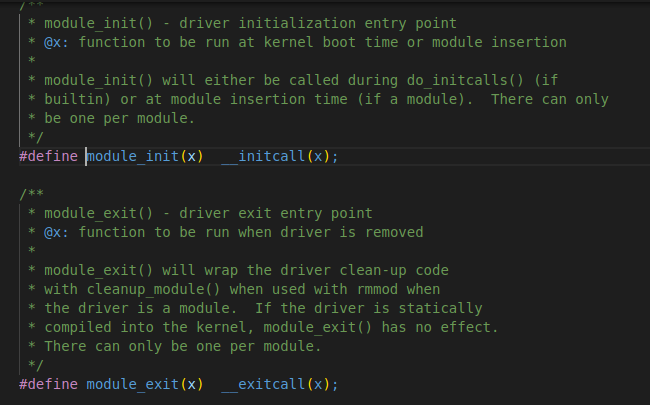 /**
 * module_init() - driver initialization entry point
 * @x: function to be run at kernel boot time or module insertion
 *
 * module_init() will either be called during do_initcalls() (if
 * builtin) or at module insertion time (if a module).  There can only
 * be one per module.
 */
#define module_init(x)  __initcall(x);

/**
 * module_exit() - driver exit entry point
 * @x: function to be run when driver is removed
 *
 * module_exit() will wrap the driver clean-up code
 * with cleanup_module() when used with rmmod when
 * the driver is a module.  If the driver is statically
 * compiled into the kernel, module_exit() has no effect.
 * There can only be one per module.
 */
#define module_exit(x)  __exitcall(x);